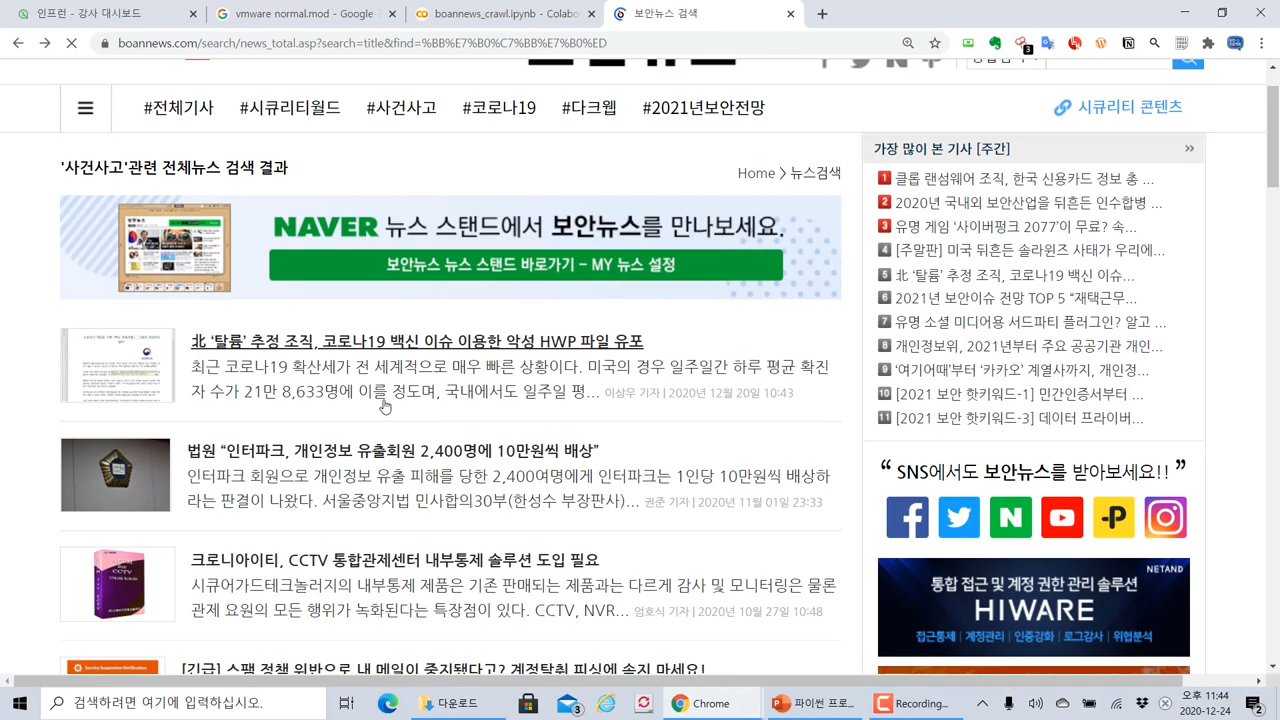 인프런 - 강사 대시보드
vmware normal.md - Google
boannews_crawl.ipynb - Colabo
보안뉴스 검색
boannews.com/search/news_total.asp?search=title&find=%BB%E7%B0%C7%BB%E7%B0%ED
3
#전체기사 #시큐리티월드 #사건사고 #코로나19 #다크웹 #2021년보안전망
시큐리티 콘텐츠
'사건사고'관련 전체뉴스 검색 결과
Home > 뉴스검색
NAVER 뉴스 스탠드에서 보안뉴스를 만나보세요.
보안뉴스 뉴스 스탠드 바로가기 – MY 뉴스 설정
北 ‘탈륨’ 추정 조직, 코로나19 백신 이슈 이용한 악성 HWP 파일 유포
최근 코로나19 확진세가 전 세계적으로 매우 빠른 상황이다. 미국의 경우 일주일간 하루 평균 확진
자 수가 21만 8,633명에 이를 정도며, 국내에서도 일주일 평... 이상우 기자 | 2020년 12월 20일 10:43
법원 “인터파크, 개인정보 유출회원 2,400명에 10만원씩 배상”
인터파크 회원으로 개인정보 유출 피해를 당한 2,400여명에게 인터파크는 1인당 10만원씩 배상하
라는 판결이 나왔다. 서울중앙지법 민사합의30부(한성수 부장판사)... 권준 기자 | 2020년 11월 01일 23:33
크로니아이티, CCTV 통합관제센터 내부통제 솔루션 도입 필요
시큐어가드테크놀러지의 내부통제 제품은 기존 판매되는 제품과는 다르게 감사 및 모니터링은 물론
관제 요원의 모든 행위가 녹화된다는 특장점이 있다. CCTV, NVR... 엄호식 기자 | 2020년 10월 27일 10:48
[긴급] 스팸 정책 위반으로 내 메일이 중지됐다고? 계정탈취 피싱에 속지 마세요!
가장 많이 본 기사 [주간]
1 클롭 랜섬웨어 조직, 한국 신용카드 정보 총 ...
2 2020년 국내외 보안산업을 뒤흔든 인수합병 ...
3 유명 게임 ‘사이버펑크 2077’이 무료? 속...
4 [주말판] 미국 뒤흔든 솔라윈즈 사태가 우리에...
5 北 ‘탈륨’ 추정 조직, 코로나19 백신 이슈...
6 2021년 보안이슈 전망 TOP 5 “재택근무...
7 유명 소셜 미디어용 서드파티 플러그인? 알고 ...
8 개인정보위, 2021년부터 주요 공공기관 개인...
9 ‘여기어때’부터 ‘카카오’ 계열사까지, 개인정...
10 [2021 보안 핫키워드-1] 민간인증서부터 ...
11 [2021 보안 핫키워드-3] 데이터 프라이버...
“ SNS에서도 보안뉴스를 받아보세요!! ”
NETAND
통합 접근 및 계정 권한 관리 솔루션
HIWARE
접근통제 | 계정관리 | 인증강화 | 로그감사 | 위협분석
검색하려면 여기에 입력하십시오.
다운로드
3
Chrome
파이썬 프로...
Recording...
오후 11:44
2020-12-24
2